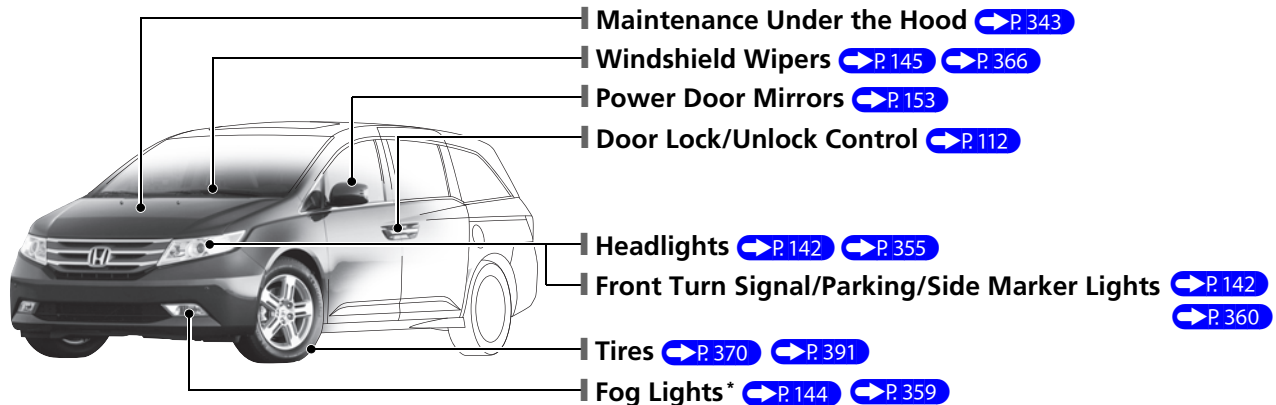 Maintenance Under the Hood P. 343
Windshield Wipers P. 145 P. 366
Power Door Mirrors P. 153
Door Lock/Unlock Control P. 112
Headlights P. 142 P. 355
Front Turn Signal/Parking/Side Marker Lights P. 142
P. 360
Tires P. 370 P. 391
Fog Lights* P. 144 P. 359